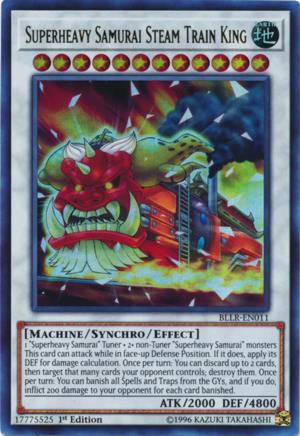 Superheavy Samurai Steam Train King
EARTH
地
BLLR-EN011
[Machine/Synchro/Effect]
1 "Superheavy Samurai" Tuner + 2+ non-Tuner "Superheavy Samurai" monsters
This card can attack while in face-up Defense Position. If it does, apply its
DEF for damage calculation. Once per turn: You can discard up to 2 cards,
then target that many cards your opponent controls; destroy them. Once
per turn: You can banish all Spells and Traps from the GYs, and if you do,
inflict 200 damage to your opponent for each card banished.
ATK/2000 DEF/4800
17775525 1st Edition ©1996 KAZUKI TAKAHASHI